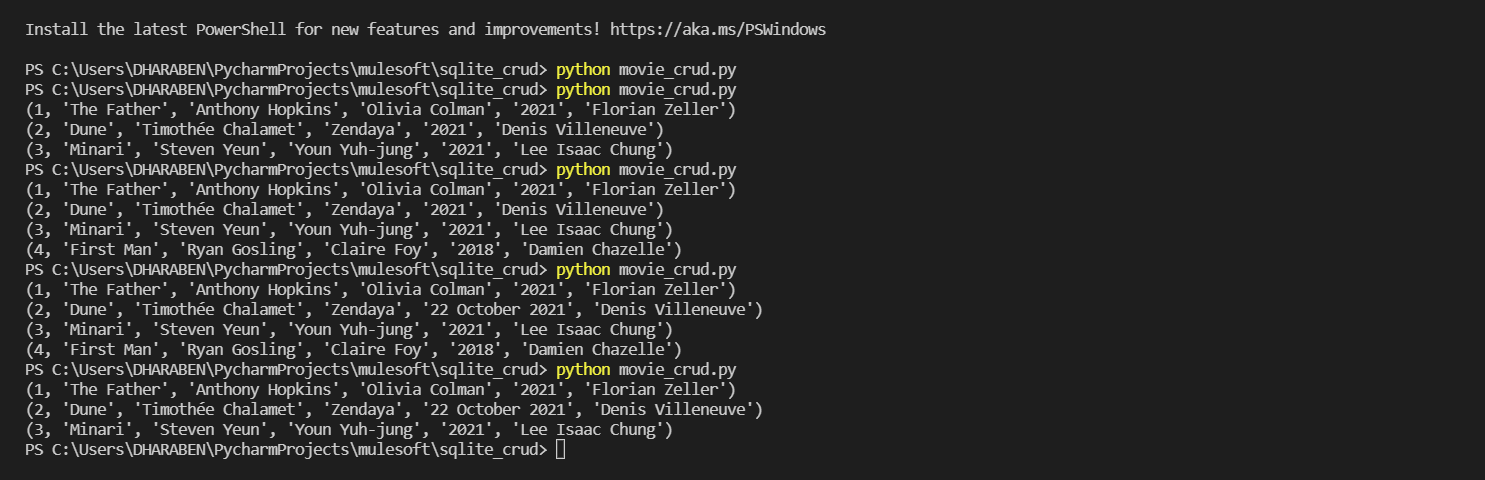 Install the latest PowerShell for new features and improvements! https://aka.ms/PSWindows
PS C:\Users\DHARABEN\PycharmProjects\mulesoft\sqlite_crud> python movie_crud.py
PS C:\Users\DHARABEN\PycharmProjects\mulesoft\sqlite_crud> python movie_crud.py
(1, 'The Father', 'Anthony Hopkins', 'Olivia Colman', '2021', 'Florian Zeller')
(2, 'Dune', 'Timothée Chalamet', 'Zendaya', '2021', 'Denis Villeneuve')
(3, 'Minari', 'Steven Yeun', 'Youn Yuh-jung', '2021', 'Lee Isaac Chung')
PS C:\Users\DHARABEN\PycharmProjects\mulesoft\sqlite_crud> python movie_crud.py
(1, 'The Father', 'Anthony Hopkins', 'Olivia Colman', '2021', 'Florian Zeller')
(2, 'Dune', 'Timothée Chalamet', 'Zendaya', '2021', 'Denis Villeneuve')
(3, 'Minari', 'Steven Yeun', 'Youn Yuh-jung', '2021', 'Lee Isaac Chung')
(4, 'First Man', 'Ryan Gosling', 'Claire Foy', '2018', 'Damien Chazelle')
PS C:\Users\DHARABEN\PycharmProjects\mulesoft\sqlite_crud> python movie_crud.py
(1, 'The Father', 'Anthony Hopkins', 'Olivia Colman', '2021', 'Florian Zeller')
(2, 'Dune', 'Timothée Chalamet', 'Zendaya', '22 October 2021', 'Denis Villeneuve')
(3, 'Minari', 'Steven Yeun', 'Youn Yuh-jung', '2021', 'Lee Isaac Chung')
(4, 'First Man', 'Ryan Gosling', 'Claire Foy', '2018', 'Damien Chazelle')
PS C:\Users\DHARABEN\PycharmProjects\mulesoft\sqlite_crud> python movie_crud.py
(1, 'The Father', 'Anthony Hopkins', 'Olivia Colman', '2021', 'Florian Zeller')
(2, 'Dune', 'Timothée Chalamet', 'Zendaya', '22 October 2021', 'Denis Villeneuve')
(3, 'Minari', 'Steven Yeun', 'Youn Yuh-jung', '2021', 'Lee Isaac Chung')
PS C:\Users\DHARABEN\PycharmProjects\mulesoft\sqlite_crud>